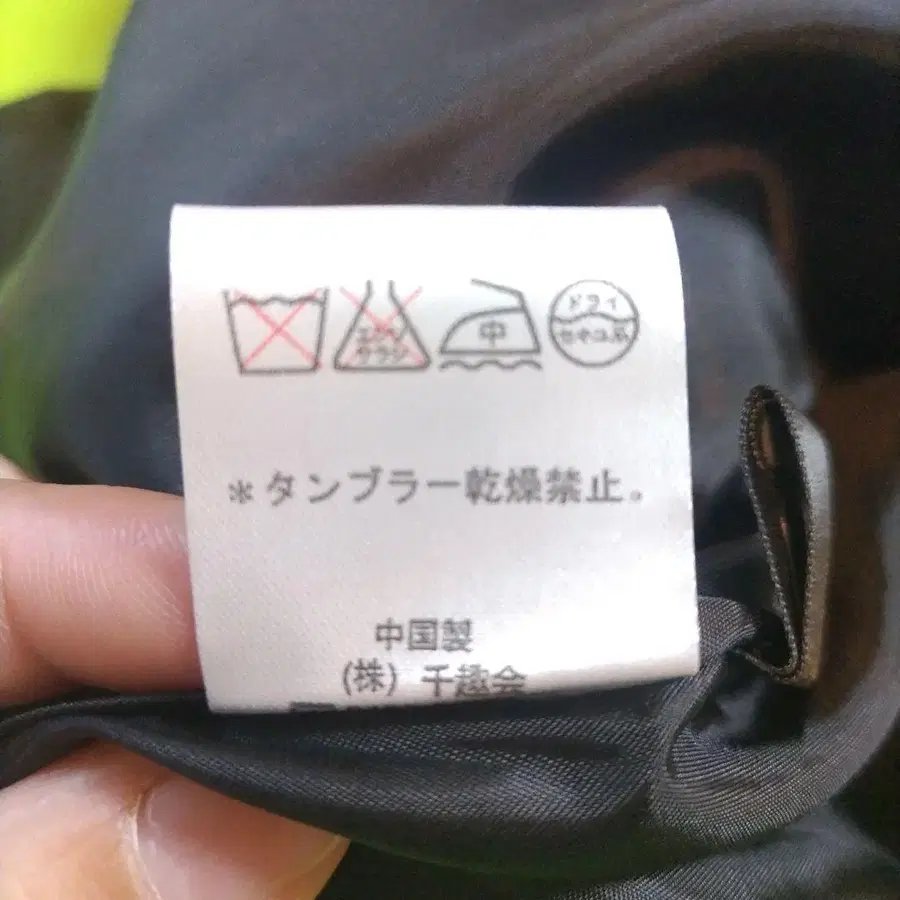 エンソ
サラシ
中
ドライ
セキユ系
＊タンブラー乾燥禁止。
中国製
(株) 千趣会